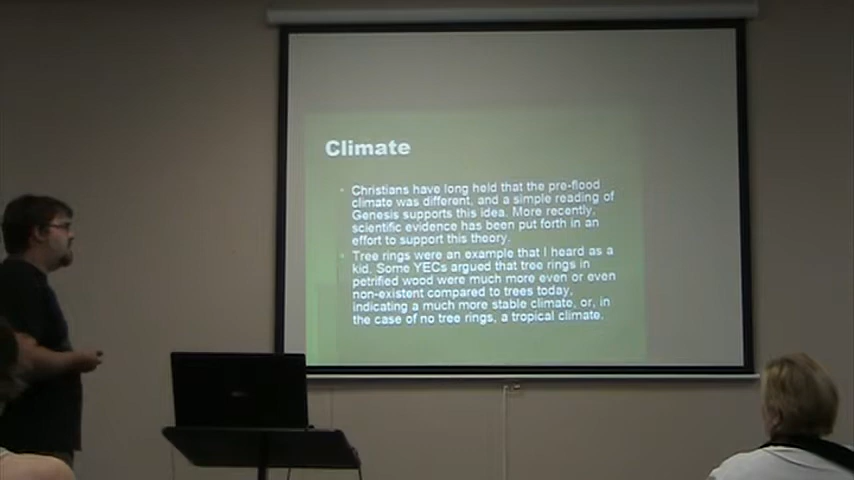 Climate
Christians have long held that the pre-flood
climate was different, and a simple reading of
Genesis supports this idea. More recently,
scientific evidence has been put forth in an
effort to support this theory.
Tree rings were an example that I heard as a
kid. Some YECs argued that tree rings in
petrified wood were much more even or even
non-existent compared to trees today,
indicating a much more stable climate, or, in
the case of no tree rings, a tropical climate.